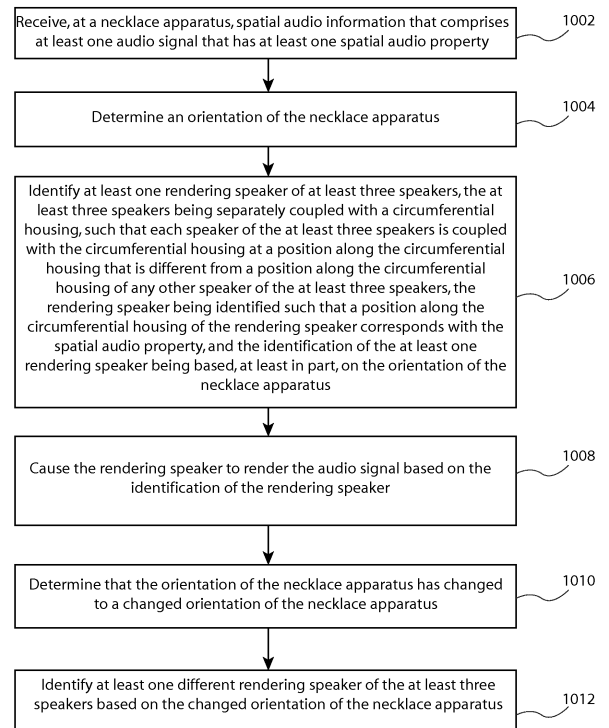 Receive, at a necklace apparatus, spatial audio information that comprises
at least one audio signal that has at least one spatial audio property
1002
Determine an orientation of the necklace apparatus
1004
Identify at least one rendering speaker of at least three speakers, the at
least three speakers being separately coupled with a circumferential
housing, such that each speaker of the at least three speakers is coupled
with the circumferential housing at a position along the circumferential
housing that is different from a position along the circumferential
housing of any other speaker of the at least three speakers, the
rendering speaker being identified such that a position along the
circumferential housing of the rendering speaker corresponds with the
spatial audio property, and the identification of the at least one
rendering speaker being based, at least in part, on the orientation of the
necklace apparatus
1006
Cause the rendering speaker to render the audio signal based on the
identification of the rendering speaker
1008
Determine that the orientation of the necklace apparatus has changed
to a changed orientation of the necklace apparatus
1010
Identify at least one different rendering speaker of the at least three
speakers based on the changed orientation of the necklace apparatus
1012